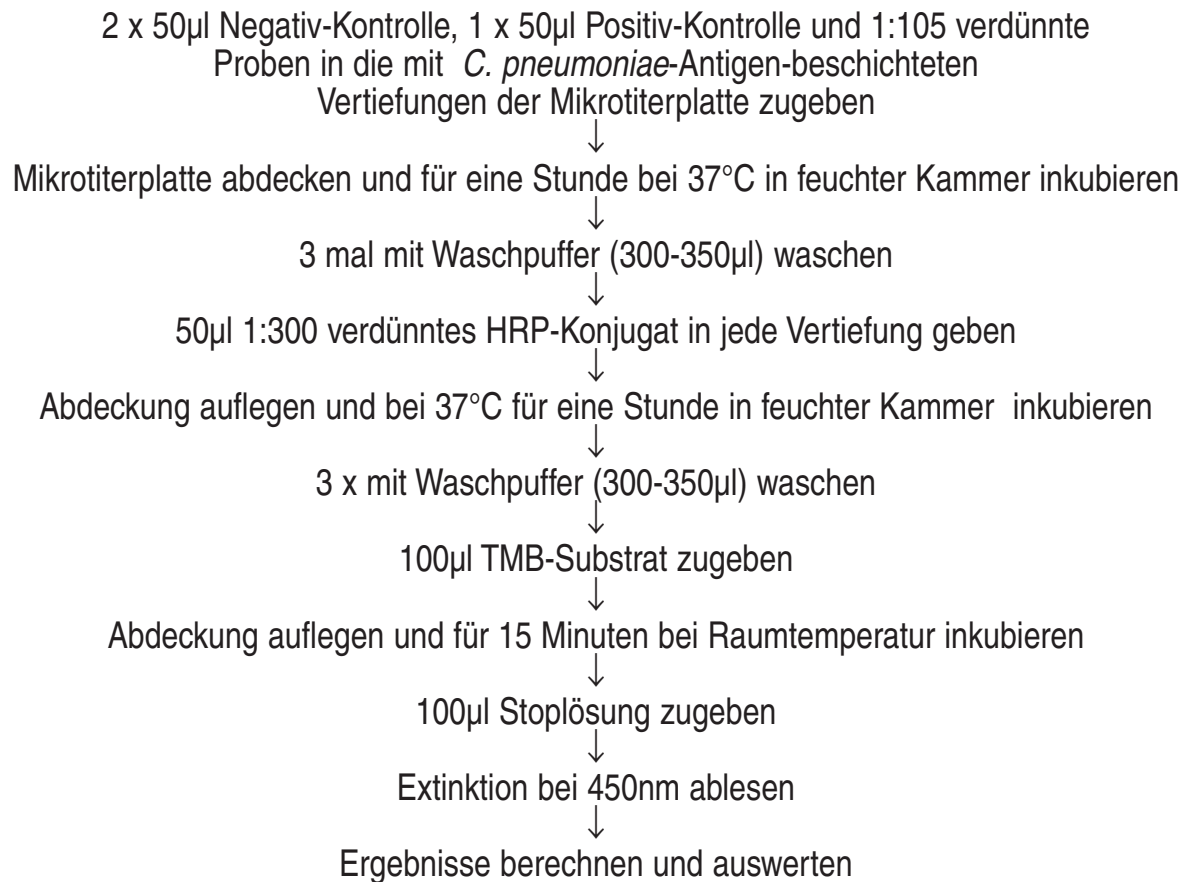 2 x 50µl Negativ-Kontrolle, 1 x 50µl Positiv-Kontrolle und 1:105 verdünnte
Proben in die mit C. pneumoniae-Antigen-beschichteten
Vertiefungen der Mikrotiterplatte zugeben
↓
Mikrotiterplatte abdecken und für eine Stunde bei 37°C in feuchter Kammer inkubieren
↓
3 mal mit Waschpuffer (300-350µl) waschen
↓
50µl 1:300 verdünntes HRP-Konjugat in jede Vertiefung geben
↓
Abdeckung auflegen und bei 37°C für eine Stunde in feuchter Kammer inkubieren
↓
3 x mit Waschpuffer (300-350µl) waschen
↓
100µl TMB-Substrat zugeben
↓
Abdeckung auflegen und für 15 Minuten bei Raumtemperatur inkubieren
↓
100µl Stoplösung zugeben
↓
Extinktion bei 450nm ablesen
↓
Ergebnisse berechnen und auswerten